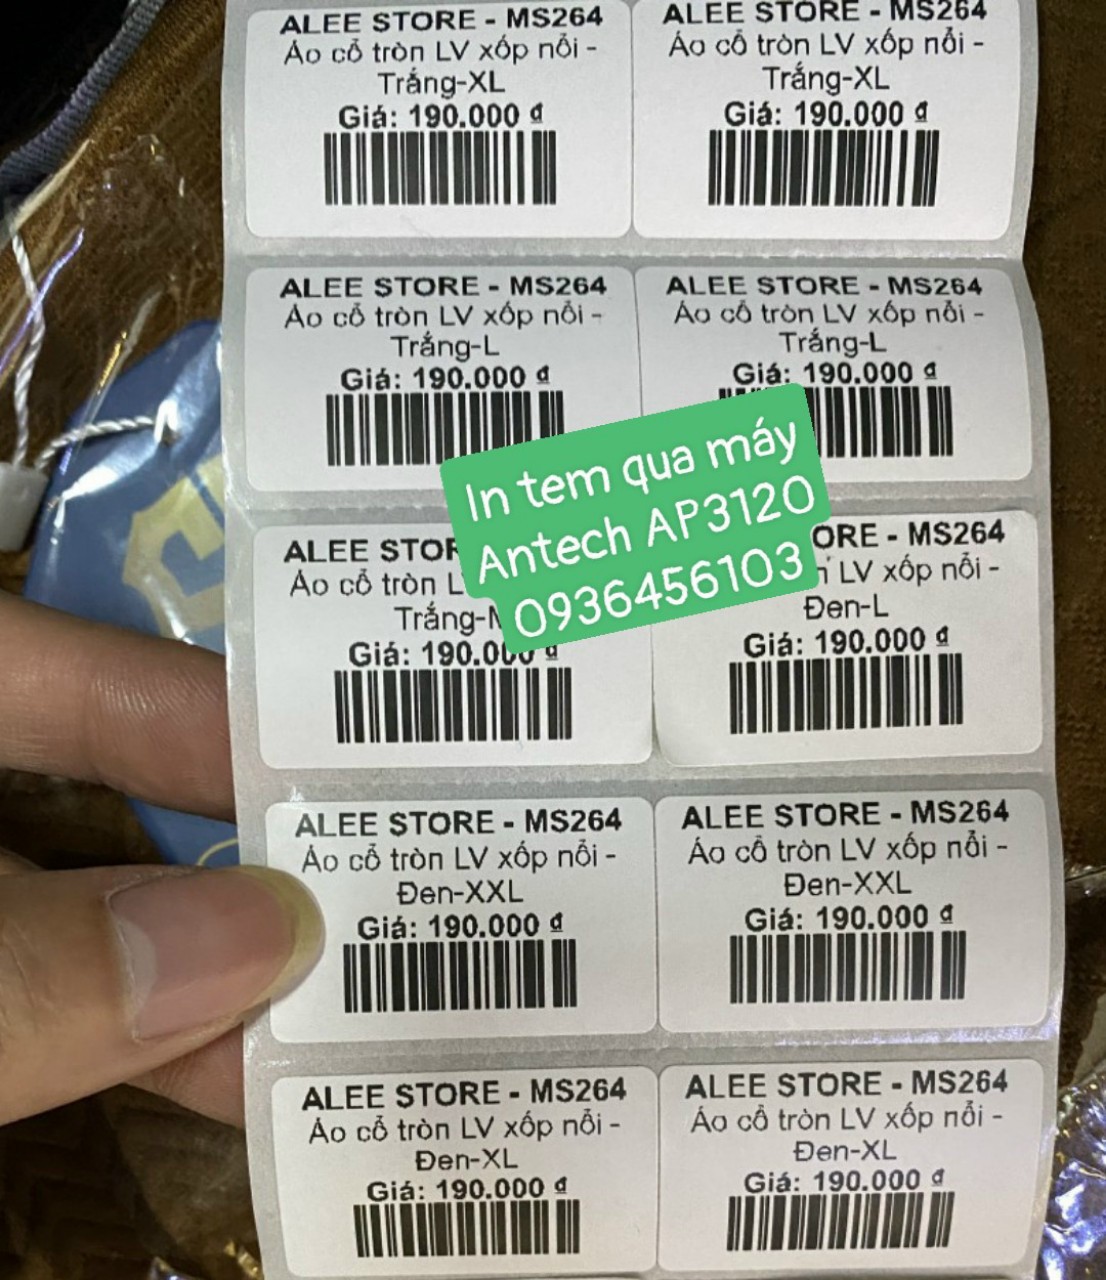 ALEE STORE - MS264
Áo cổ tròn LV xốp nổi -
Trắng-XL
Giá: 190.000 ₫
ALEE STORE - MS264
Áo cổ tròn LV xốp nổi -
Trắng-XL
Giá: 190.000 ₫
ALEE STORE - MS264
Áo cổ tròn LV xốp nổi -
Trắng-L
Giá: 190.000 ₫
ALEE STORE - MS264
Áo cổ tròn LV xốp nổi -
Trắng-L
Giá: 190.000 ₫
In tem qua máy
Antech AP3120
0936456103
ALEE
Áo cổ tròn
Giá: 190.000 ₫
- MS264
LV xốp nổi -
Đen-L
Giá: 190.000 ₫
ALEE STORE - MS264
Áo cổ tròn LV xốp nổi -
Đen-XXL
Giá: 190.000 ₫
ALEE STORE - MS264
Áo cổ tròn LV xốp nổi -
Đen-XXL
Giá: 190.000 ₫
ALEE STORE - MS264
Áo cổ tròn LV xốp nổi -
Đen-XL
Giá: 190.000 ₫
ALEE STORE - MS264
Áo cổ tròn LV xốp nổi -
Đen-XL
Giá: 190.000 ₫